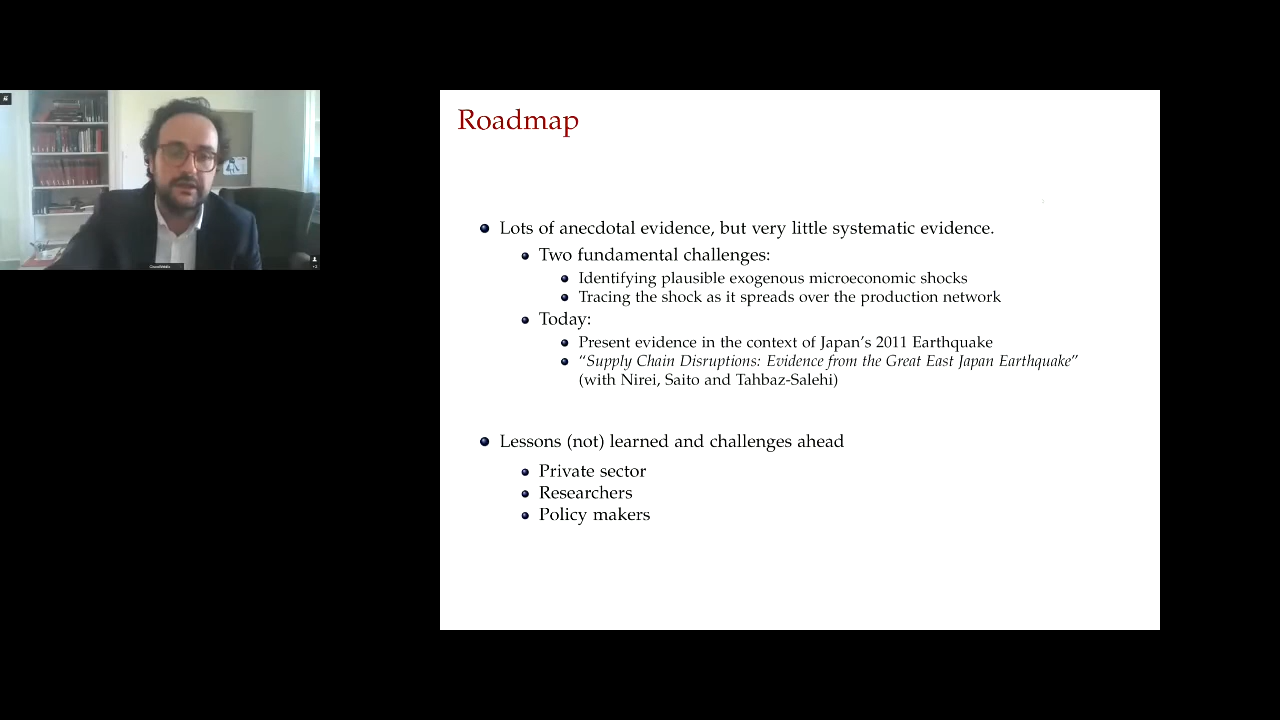 Roadmap
Lots of anecdotal evidence, but very little systematic evidence.
Two fundamental challenges:
Identifying plausible exogenous microeconomic shocks
Tracing the shock as it spreads over the production network
Today:
Present evidence in the context of Japan's 2011 Earthquake
“Supply Chain Disruptions: Evidence from the Great East Japan Earthquake”
(with Nirei, Saito and Tahbaz-Salehi)
Lessons (not) learned and challenges ahead
Private sector
Researchers
Policy makers